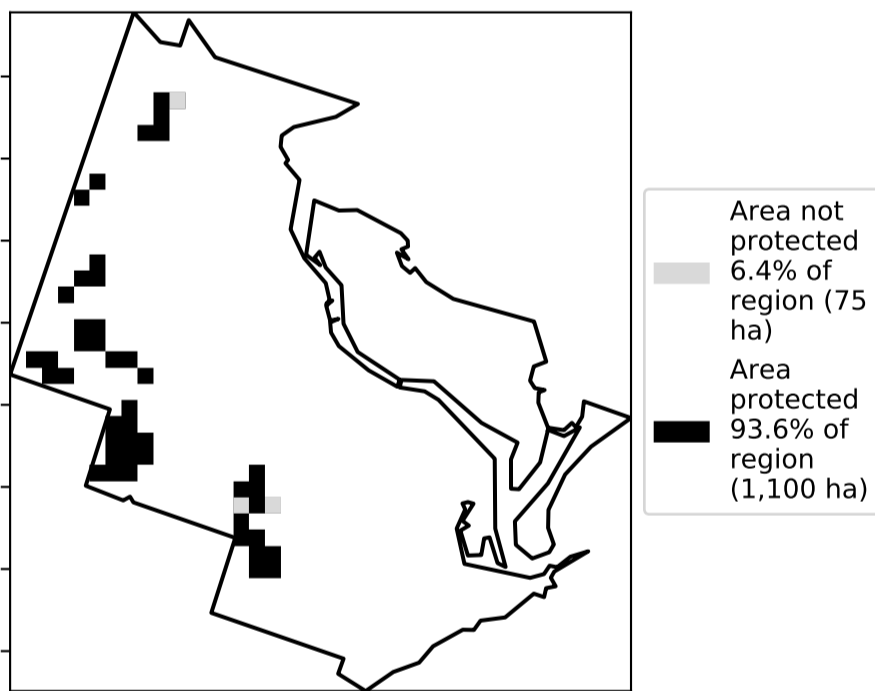 Area not
protected
6.4% of
region (75
ha)
Area
protected
93.6% of
region
(1,100 ha)